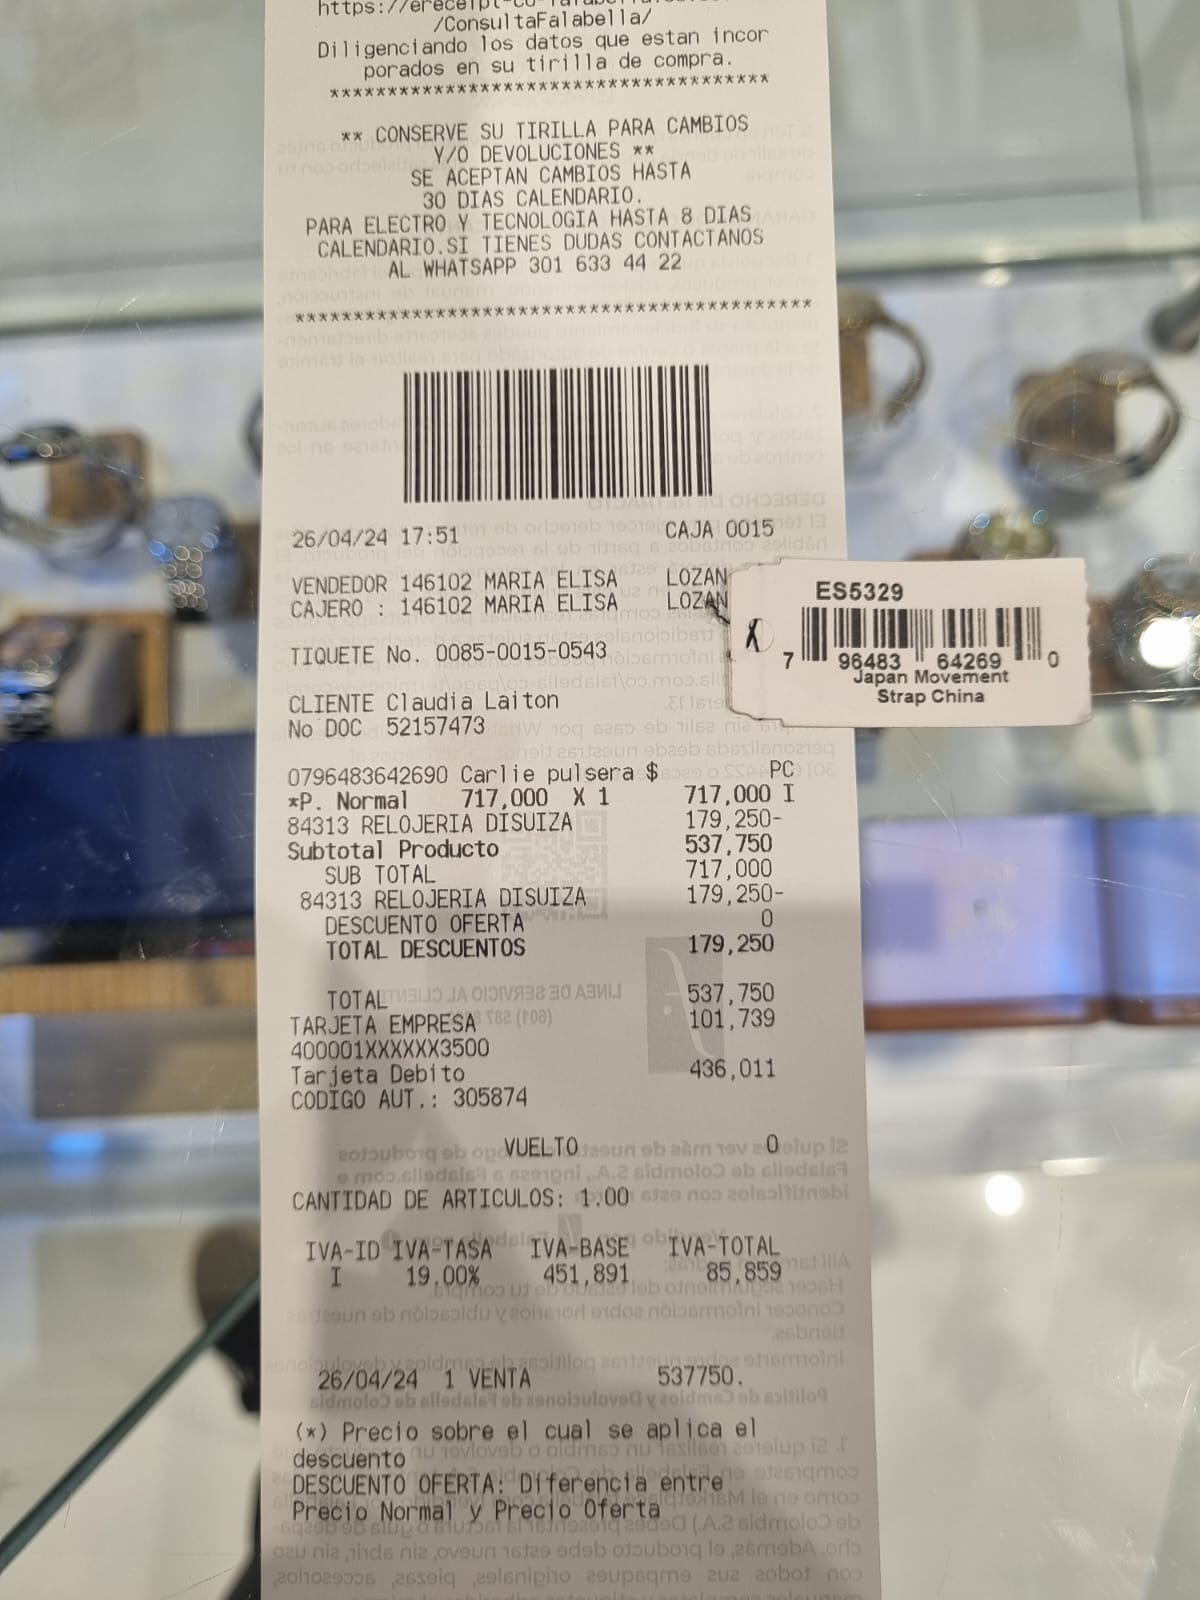 /ConsultaFalabella/
Diligenciando los datos que estan incor
porados en su tirilla de compra.
**************************************
** CONSERVE SU TIRILLA PARA CAMBIOS
Y/O DEVOLUCIONES **
SE ACEPTAN CAMBIOS HASTA
30 DIAS CALENDARIO.
PARA ELECTRO Y TECNOLOGIA HASTA 8 DIAS
CALENDARIO.SI TIENES DUDAS CONTACTANOS
AL WHATSAPP 301 633 44 22
*********************************************
26/04/24 17:51 CAJA 0015
VENDEDOR 146102 MARIA ELISA LOZAN
CAJERO : 146102 MARIA ELISA LOZAN
TIQUETE No. 0085-0015-0543
CLIENTE Claudia Laiton
No DOC 52157473
0796483642690 Carlie pulsera $ PC
*P. Normal 717,000 X 1 717,000 I
84313 RELOJERIA DISUIZA 179,250-
Subtotal Producto 537,750
SUB TOTAL 717,000
84313 RELOJERIA DISUIZA 179,250-
DESCUENTO OFERTA 0
TOTAL DESCUENTOS 179,250
TOTAL 537,750
TARJETA EMPRESA 101,739
400001XXXXXX3500
Tarjeta Debito 436,011
CODIGO AUT.: 305874
VUELTO 0
CANTIDAD DE ARTICULOS: 1.00
IVA-ID IVA-TASA IVA-BASE IVA-TOTAL
I 19,00% 451,891 85,859
26/04/24 1 VENTA 537750.
(*) Precio sobre el cual se aplica el
descuento
DESCUENTO OFERTA: Diferencia entre
Precio Normal y Precio Oferta
ES5329
7 96483 64269 0
Japan Movement
Strap China